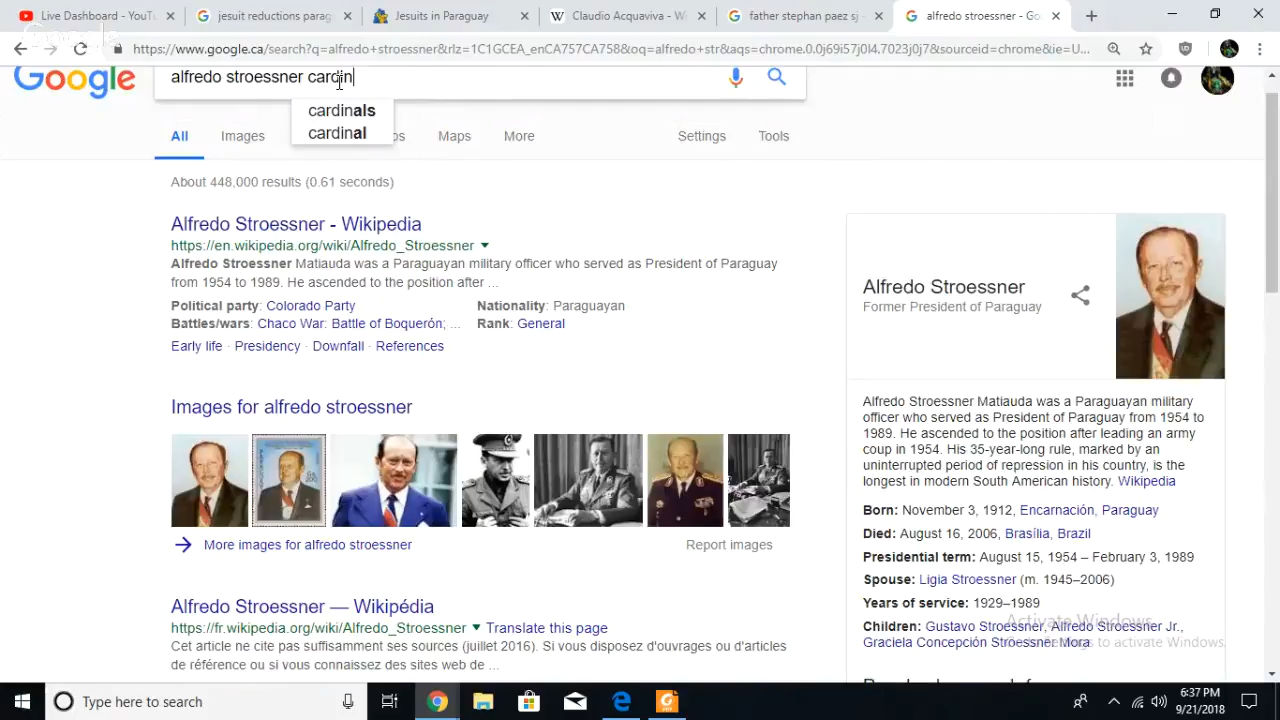 Live Dashboard - YouT
jesuit reductions parag
Jesuits in Paraguay
Claudio Acquaviva - Wi
father stephan paez sj -
alfredo stroessner - Goo
https://www.google.ca/search?q=alfredo+stroessner&rlz=1C1GCEA_enCA757CA758&oq=alfredo+str&aqs=chrome.0.0j69i57j0l4.7023j0j7&sourceid=chrome&ie=U...
Google
alfredo stroessner cardin
cardinals
cardinal
All
Images
Maps
More
Settings
Tools
About 448,000 results (0.61 seconds)
Alfredo Stroessner - Wikipedia
https://en.wikipedia.org/wiki/Alfredo_Stroessner
Alfredo Stroessner Matiauda was a Paraguayan military officer who served as President of Paraguay
from 1954 to 1989. He ascended to the position after ...
Political party: Colorado Party
Nationality: Paraguayan
Battles/wars: Chaco War: Battle of Boquerón; ...
Rank: General
Early life · Presidency · Downfall · References
Images for alfredo stroessner
More images for alfredo stroessner
Report images
Alfredo Stroessner — Wikipédia
https://fr.wikipedia.org/wiki/Alfredo_Stroessner
Translate this page
Cet article ne cite pas suffisamment ses sources (juillet 2016). Si vous disposez d'ouvrages ou d'articles
de référence ou si vous connaissez des sites web de ...
Alfredo Stroessner
Former President of Paraguay
Alfredo Stroessner Matiauda was a Paraguayan military
officer who served as President of Paraguay from 1954 to
1989. He ascended to the position after leading an army
coup in 1954. His 35-year-long rule, marked by an
uninterrupted period of repression in his country, is the
longest in modern South American history. Wikipedia
Born: November 3, 1912, Encarnación, Paraguay
Died: August 16, 2006, Brasília, Brazil
Presidential term: August 15, 1954 – February 3, 1989
Spouse: Ligia Stroessner (m. 1945–2006)
Years of service: 1929–1989
Children: Gustavo Stroessner, Alfredo Stroessner Jr.,
Graciela Concepción Stroessner Mora
Activate Windows
to activate Windows.
Type here to search
6:37 PM
9/21/2018